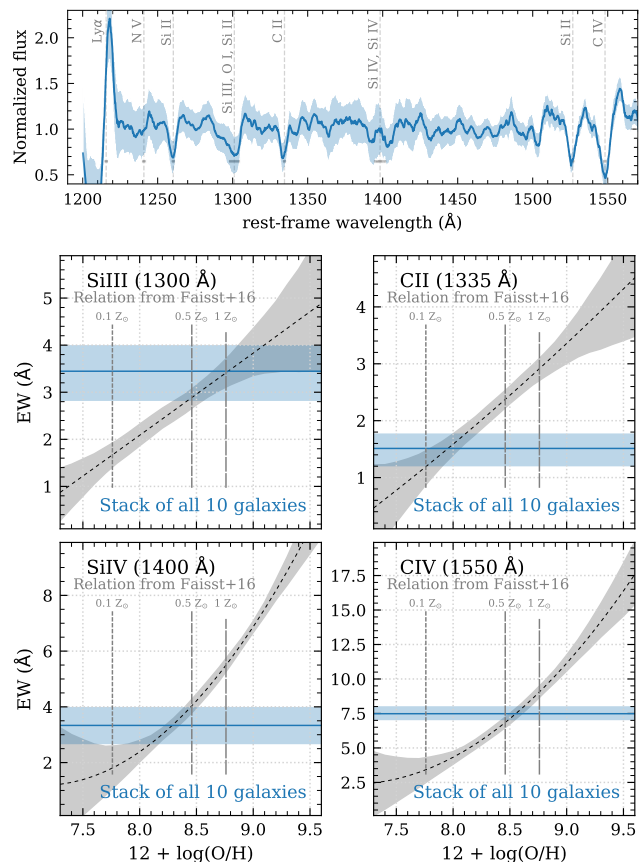 Normalized flux
2.0
1.5
1.0
0.5
Lyα
N V
Si II
Si III, O I, Si II
C II
Si IV, Si IV
Si II
C IV
1200 1250 1300 1350 1400 1450 1500 1550
rest-frame wavelength (Å)
SiIII (1300 Å)
Relation from Faisst+16
0.1 Z⊙ 0.5 Z⊙ 1 Z⊙
EW (Å)
5
4
3
2
1
Stack of all 10 galaxies
CII (1335 Å)
Relation from Faisst+16
0.1 Z⊙ 0.5 Z⊙ 1 Z⊙
4
3
2
1
Stack of all 10 galaxies
SiIV (1400 Å)
Relation from Faisst+16
0.1 Z⊙ 0.5 Z⊙ 1 Z⊙
EW (Å)
8
6
4
2
Stack of all 10 galaxies
7.5 8.0 8.5 9.0 9.5
12 + log(O/H)
CIV (1550 Å)
Relation from Faisst+16
0.1 Z⊙ 0.5 Z⊙ 1 Z⊙
17.5
15.0
12.5
10.0
7.5
5.0
2.5
Stack of all 10 galaxies
7.5 8.0 8.5 9.0 9.5
12 + log(O/H)